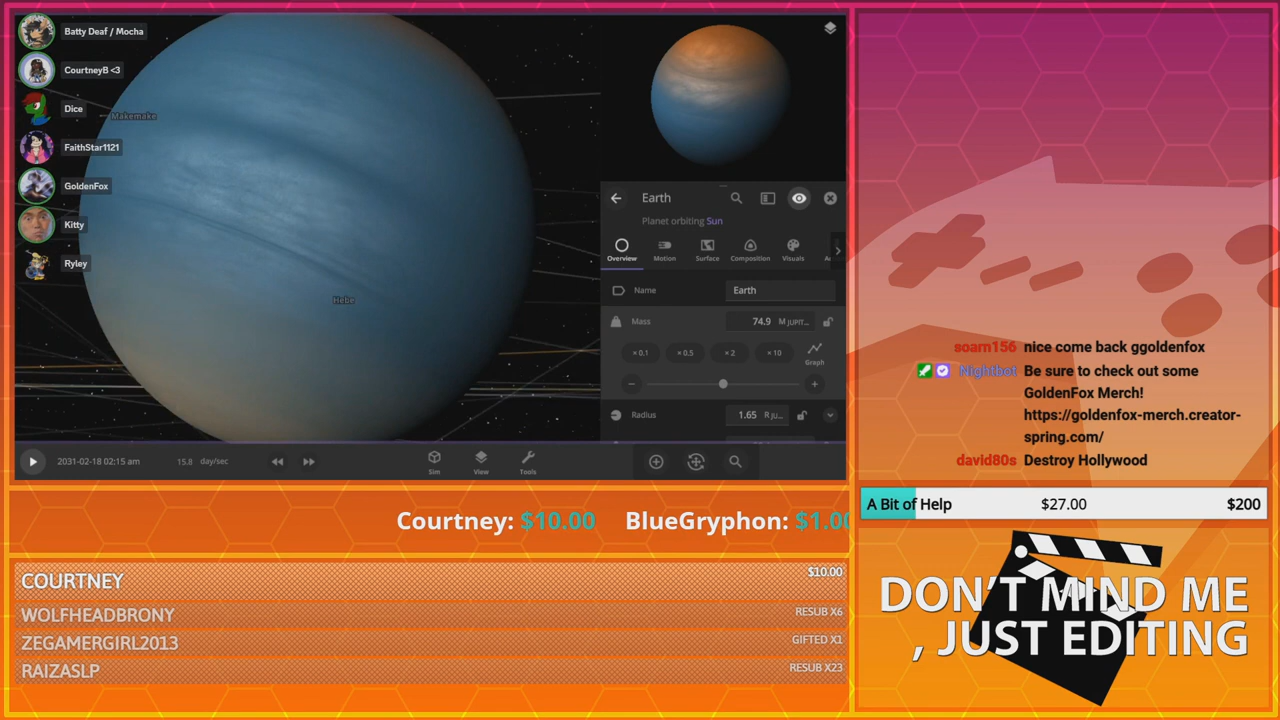 Batty Deaf / Mocha
CourtneyB <3
Dice
Makemake
FaithStar1121
GoldenFox
Kitty
Ryley
Hebe
Earth
Planet orbiting Sun
Overview
Motion
Surface
Composition
Visuals
Name
Earth
Mass
74.9 M JUPIT...
× 0.1
× 0.5
× 2
× 10
Graph
Radius
1.65 R JU...
2031-02-18 02:15 am
15.8 day/sec
Sim
View
Tools
soarn156 nice come back ggoldenfox
Nightbot Be sure to check out some
GoldenFox Merch!
https://goldenfox-merch.creator-
spring.com/
david80s Destroy Hollywood
A Bit of Help $27.00 $200
Courtney: $10.00 BlueGryphon: $1.00
COURTNEY $10.00
WOLFHEADBRONY RESUB X6
ZEGAMERGIRL2013 GIFTED X1
RAIZASLP RESUB X23
DON'T MIND ME
, JUST EDITING